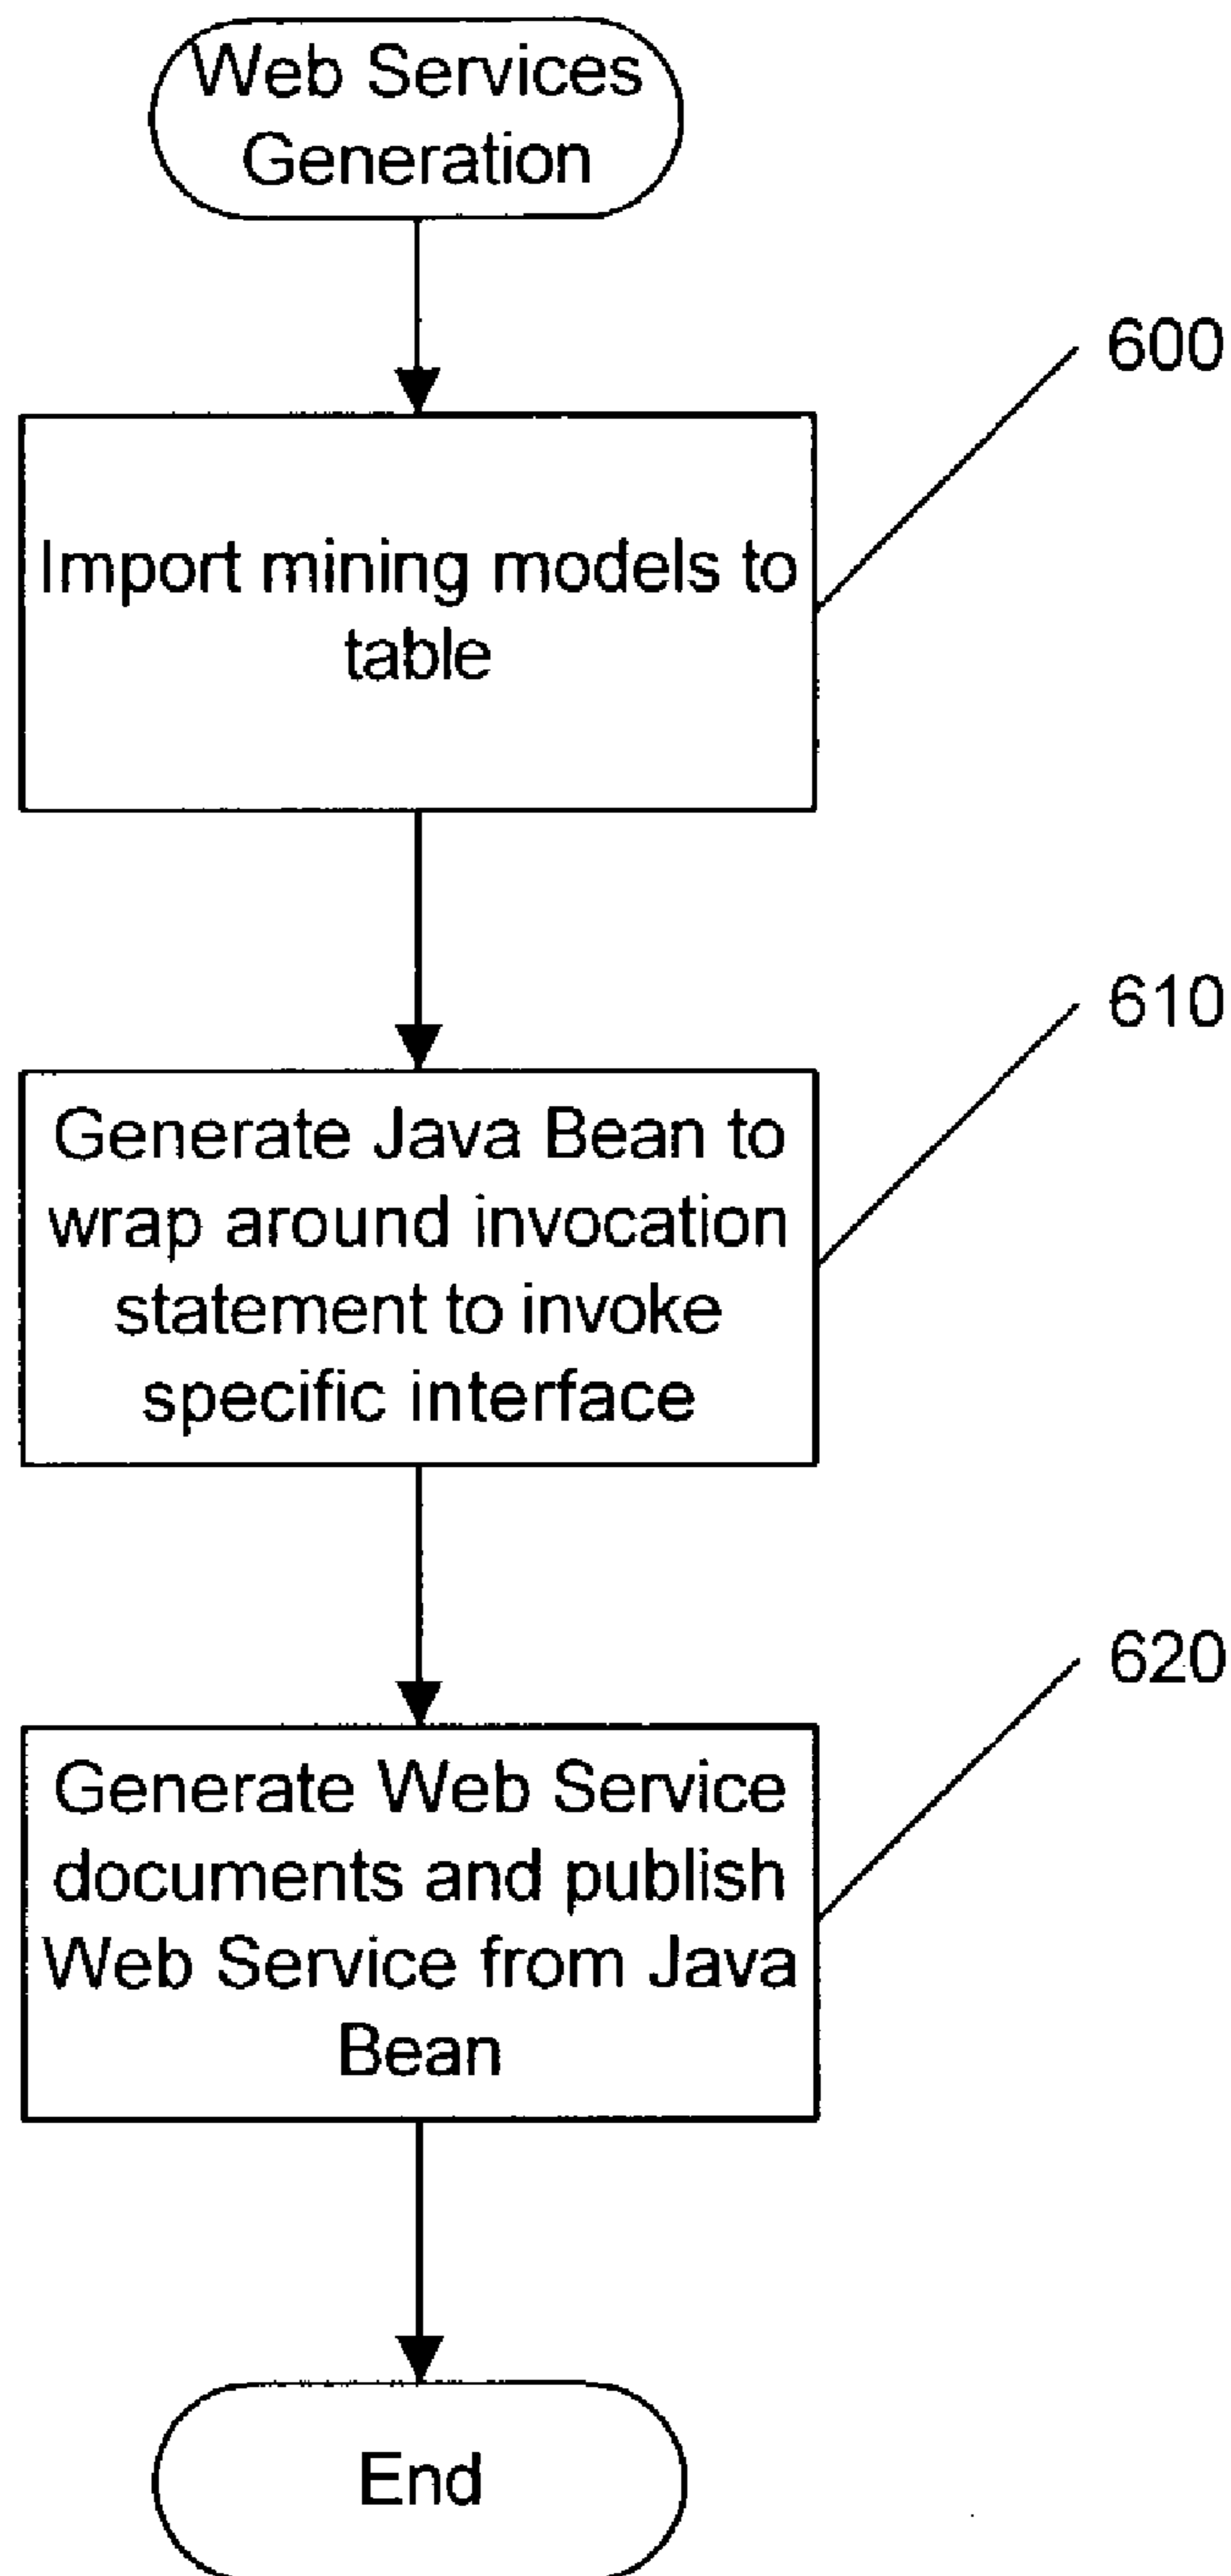 Web Services
Generation
600
Import mining models to
table
610
Generate Java Bean to
wrap around invocation
statement to invoke
specific interface
620
Generate Web Service
documents and publish
Web Service from Java
Bean
End